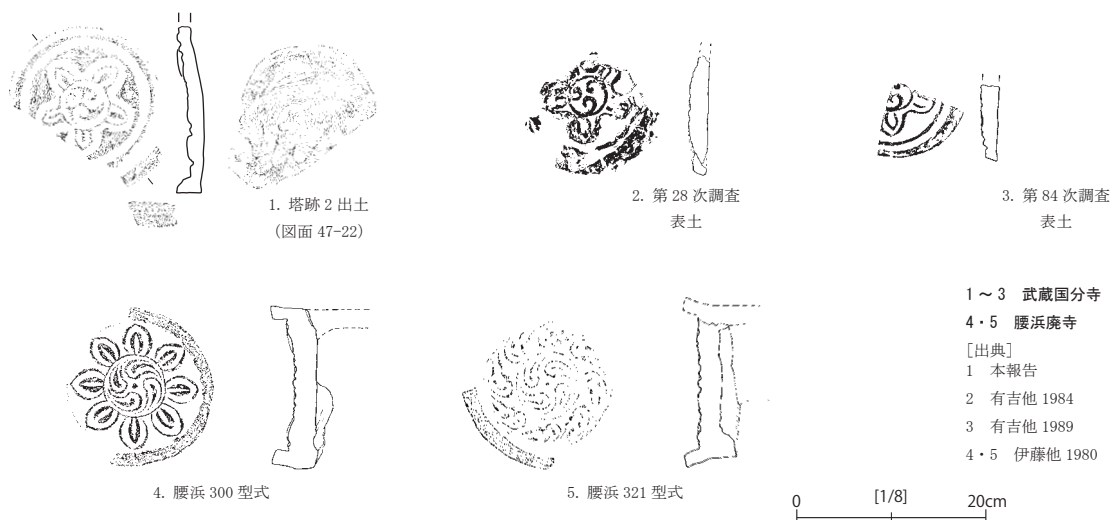 1. 塔跡 2 出土
（図面 47-22）
2. 第 28 次調査
表土
3. 第 84 次調査
表土
4. 腰浜 300 型式
5. 腰浜 321 型式
1～3　武蔵国分寺
4・5　腰浜廃寺
［出典］
1　本報告
2　有吉他 1984
3　有吉他 1989
4・5　伊藤他 1980
0 [1/8] 20cm